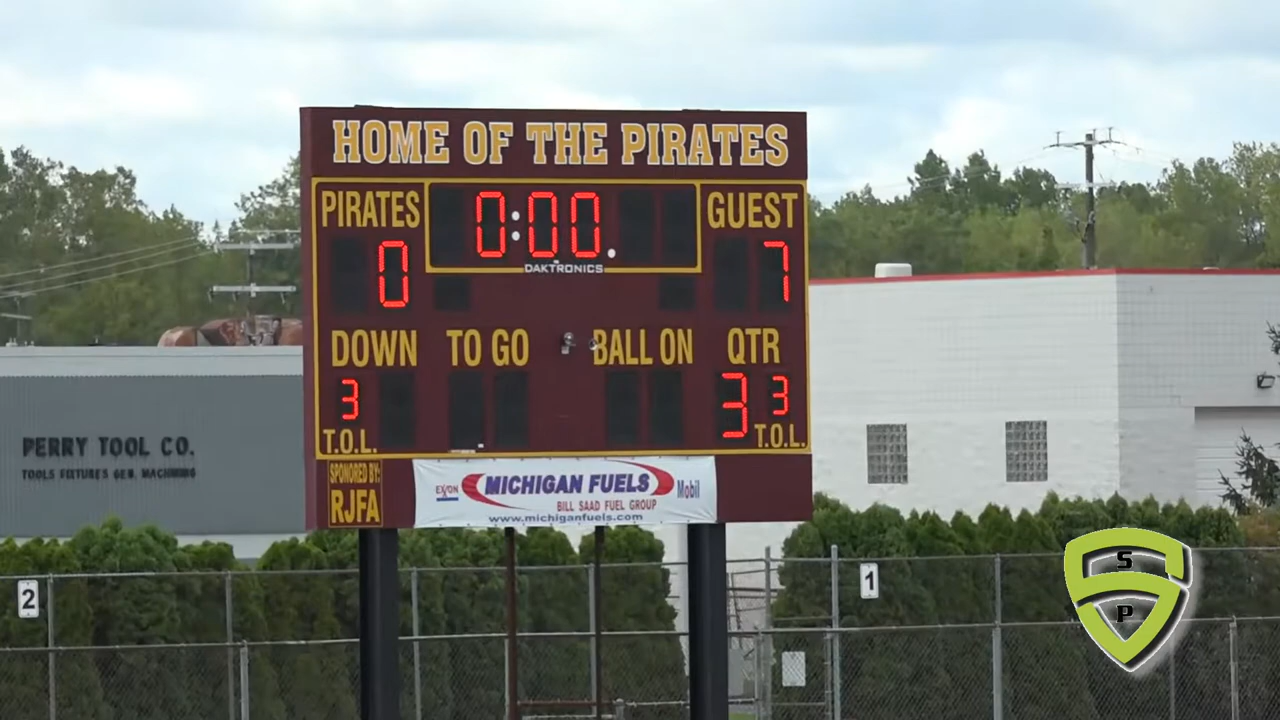 HOME OF THE PIRATES
PIRATES 0:00. GUEST
0 7
DAKTRONICS
DOWN TO GO BALL ON QTR
3 3 3
T.O.L. T.O.L.
SPONSORED BY:
RJFA
EXXON MICHIGAN FUELS Mobil
BILL SAAD FUEL GROUP
www.michiganfuels.com
PERRY TOOL CO.
TOOLS FIXTURE'S GEN. MACHINING
2
1
S
P